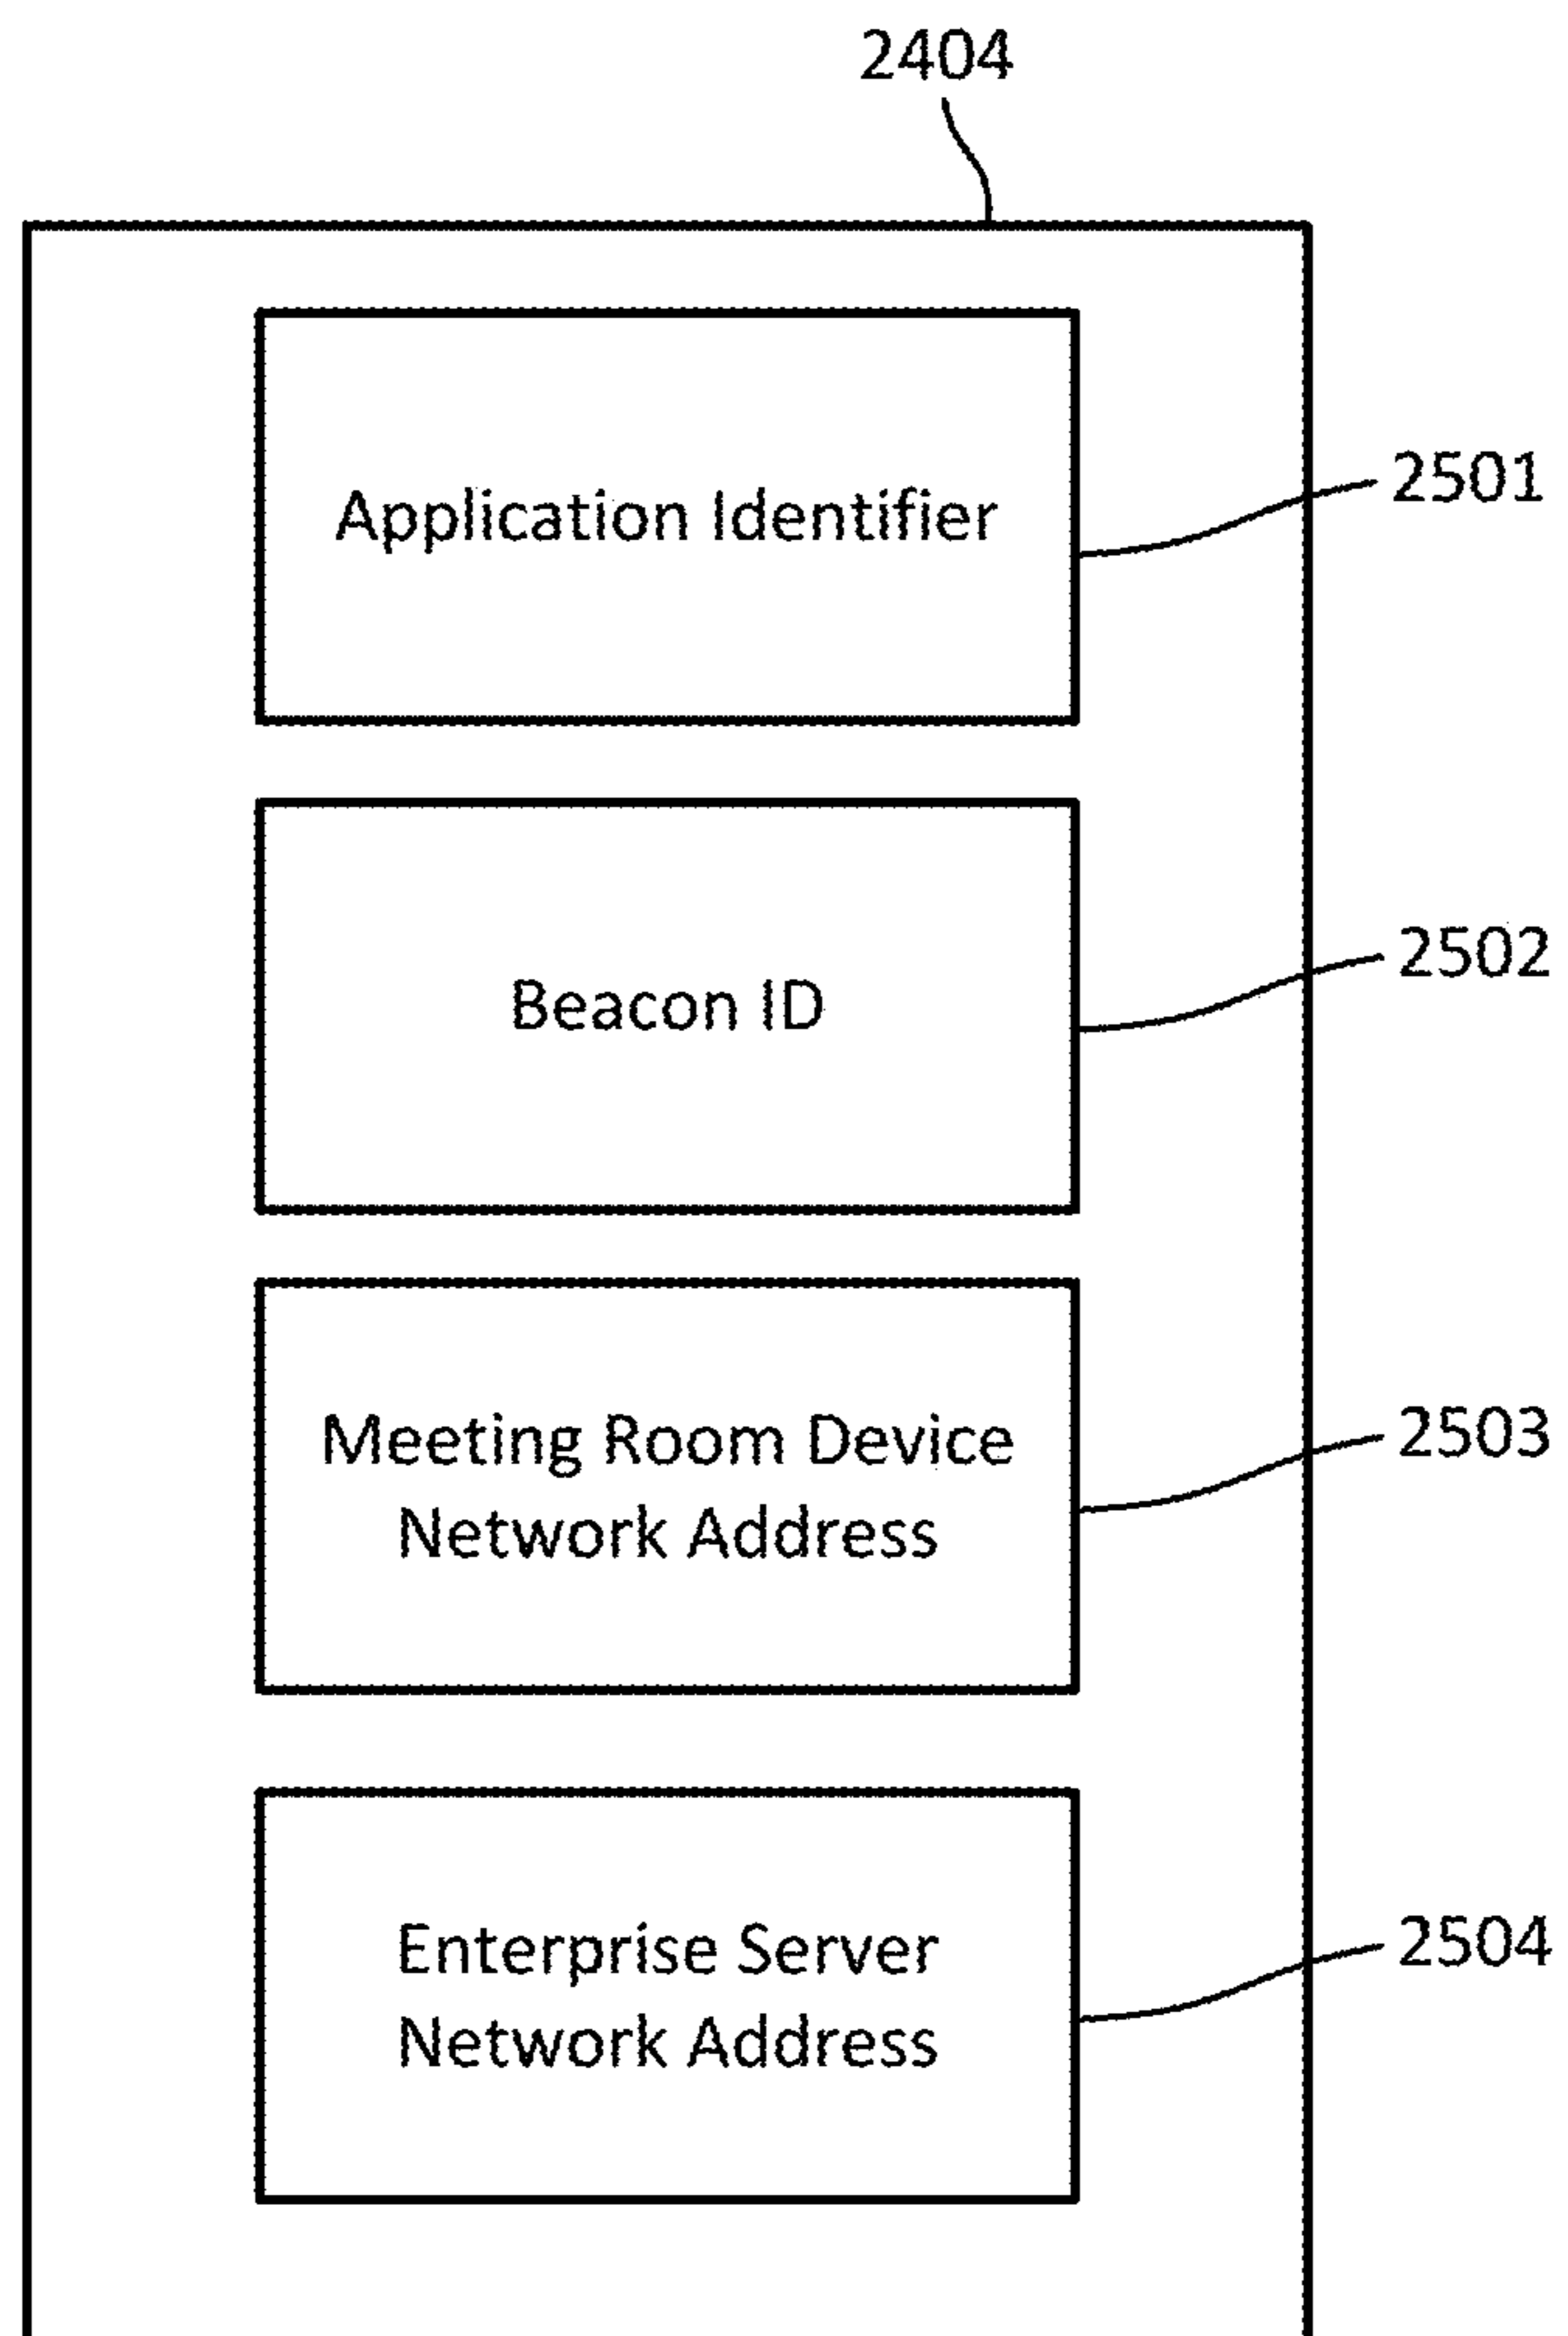 2404
Application Identifier
2501
Beacon ID
2502
Meeting Room Device
Network Address
2503
Enterprise Server
Network Address
2504